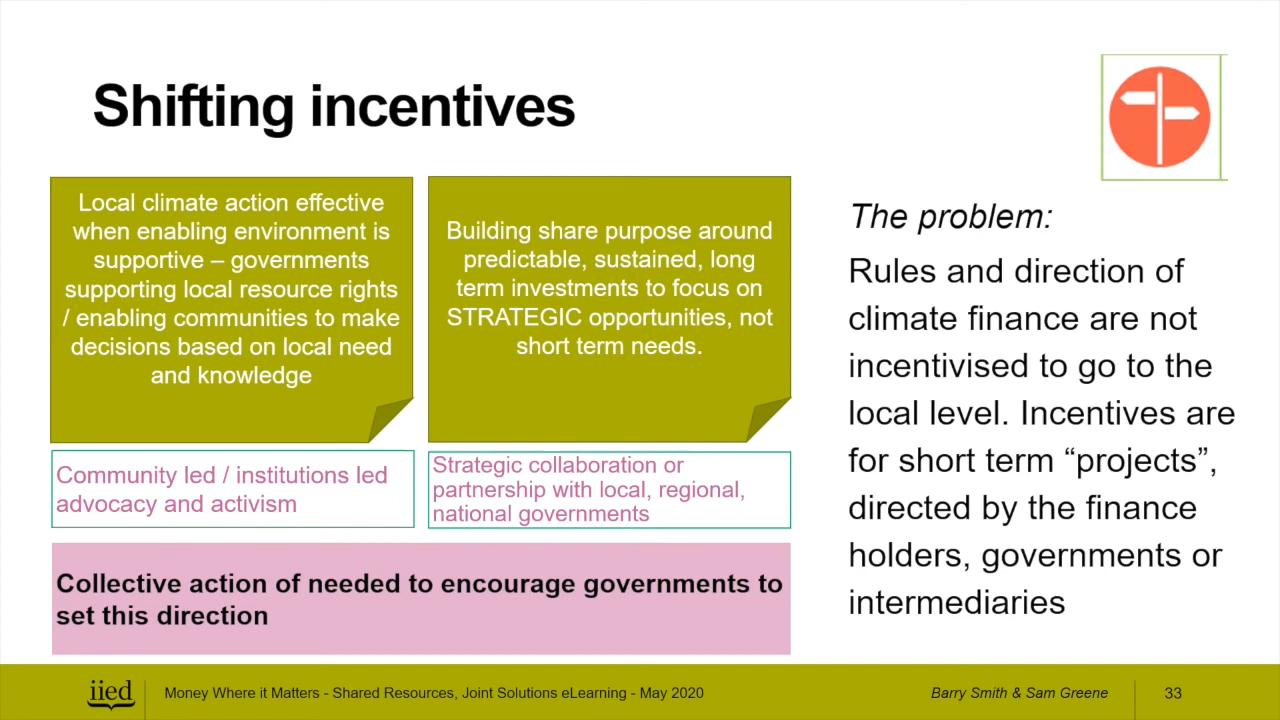 Shifting incentives
Local climate action effective
when enabling environment is
supportive – governments
supporting local resource rights
/ enabling communities to make
decisions based on local need
and knowledge
Building share purpose around
predictable, sustained, long
term investments to focus on
STRATEGIC opportunities, not
short term needs.
Community led / institutions led
advocacy and activism
Strategic collaboration or
partnership with local, regional,
national governments
Collective action of needed to encourage governments to
set this direction
The problem:
Rules and direction of
climate finance are not
incentivised to go to the
local level. Incentives are
for short term “projects”,
directed by the finance
holders, governments or
intermediaries
iied
Money Where it Matters - Shared Resources, Joint Solutions eLearning - May 2020
Barry Smith & Sam Greene
33